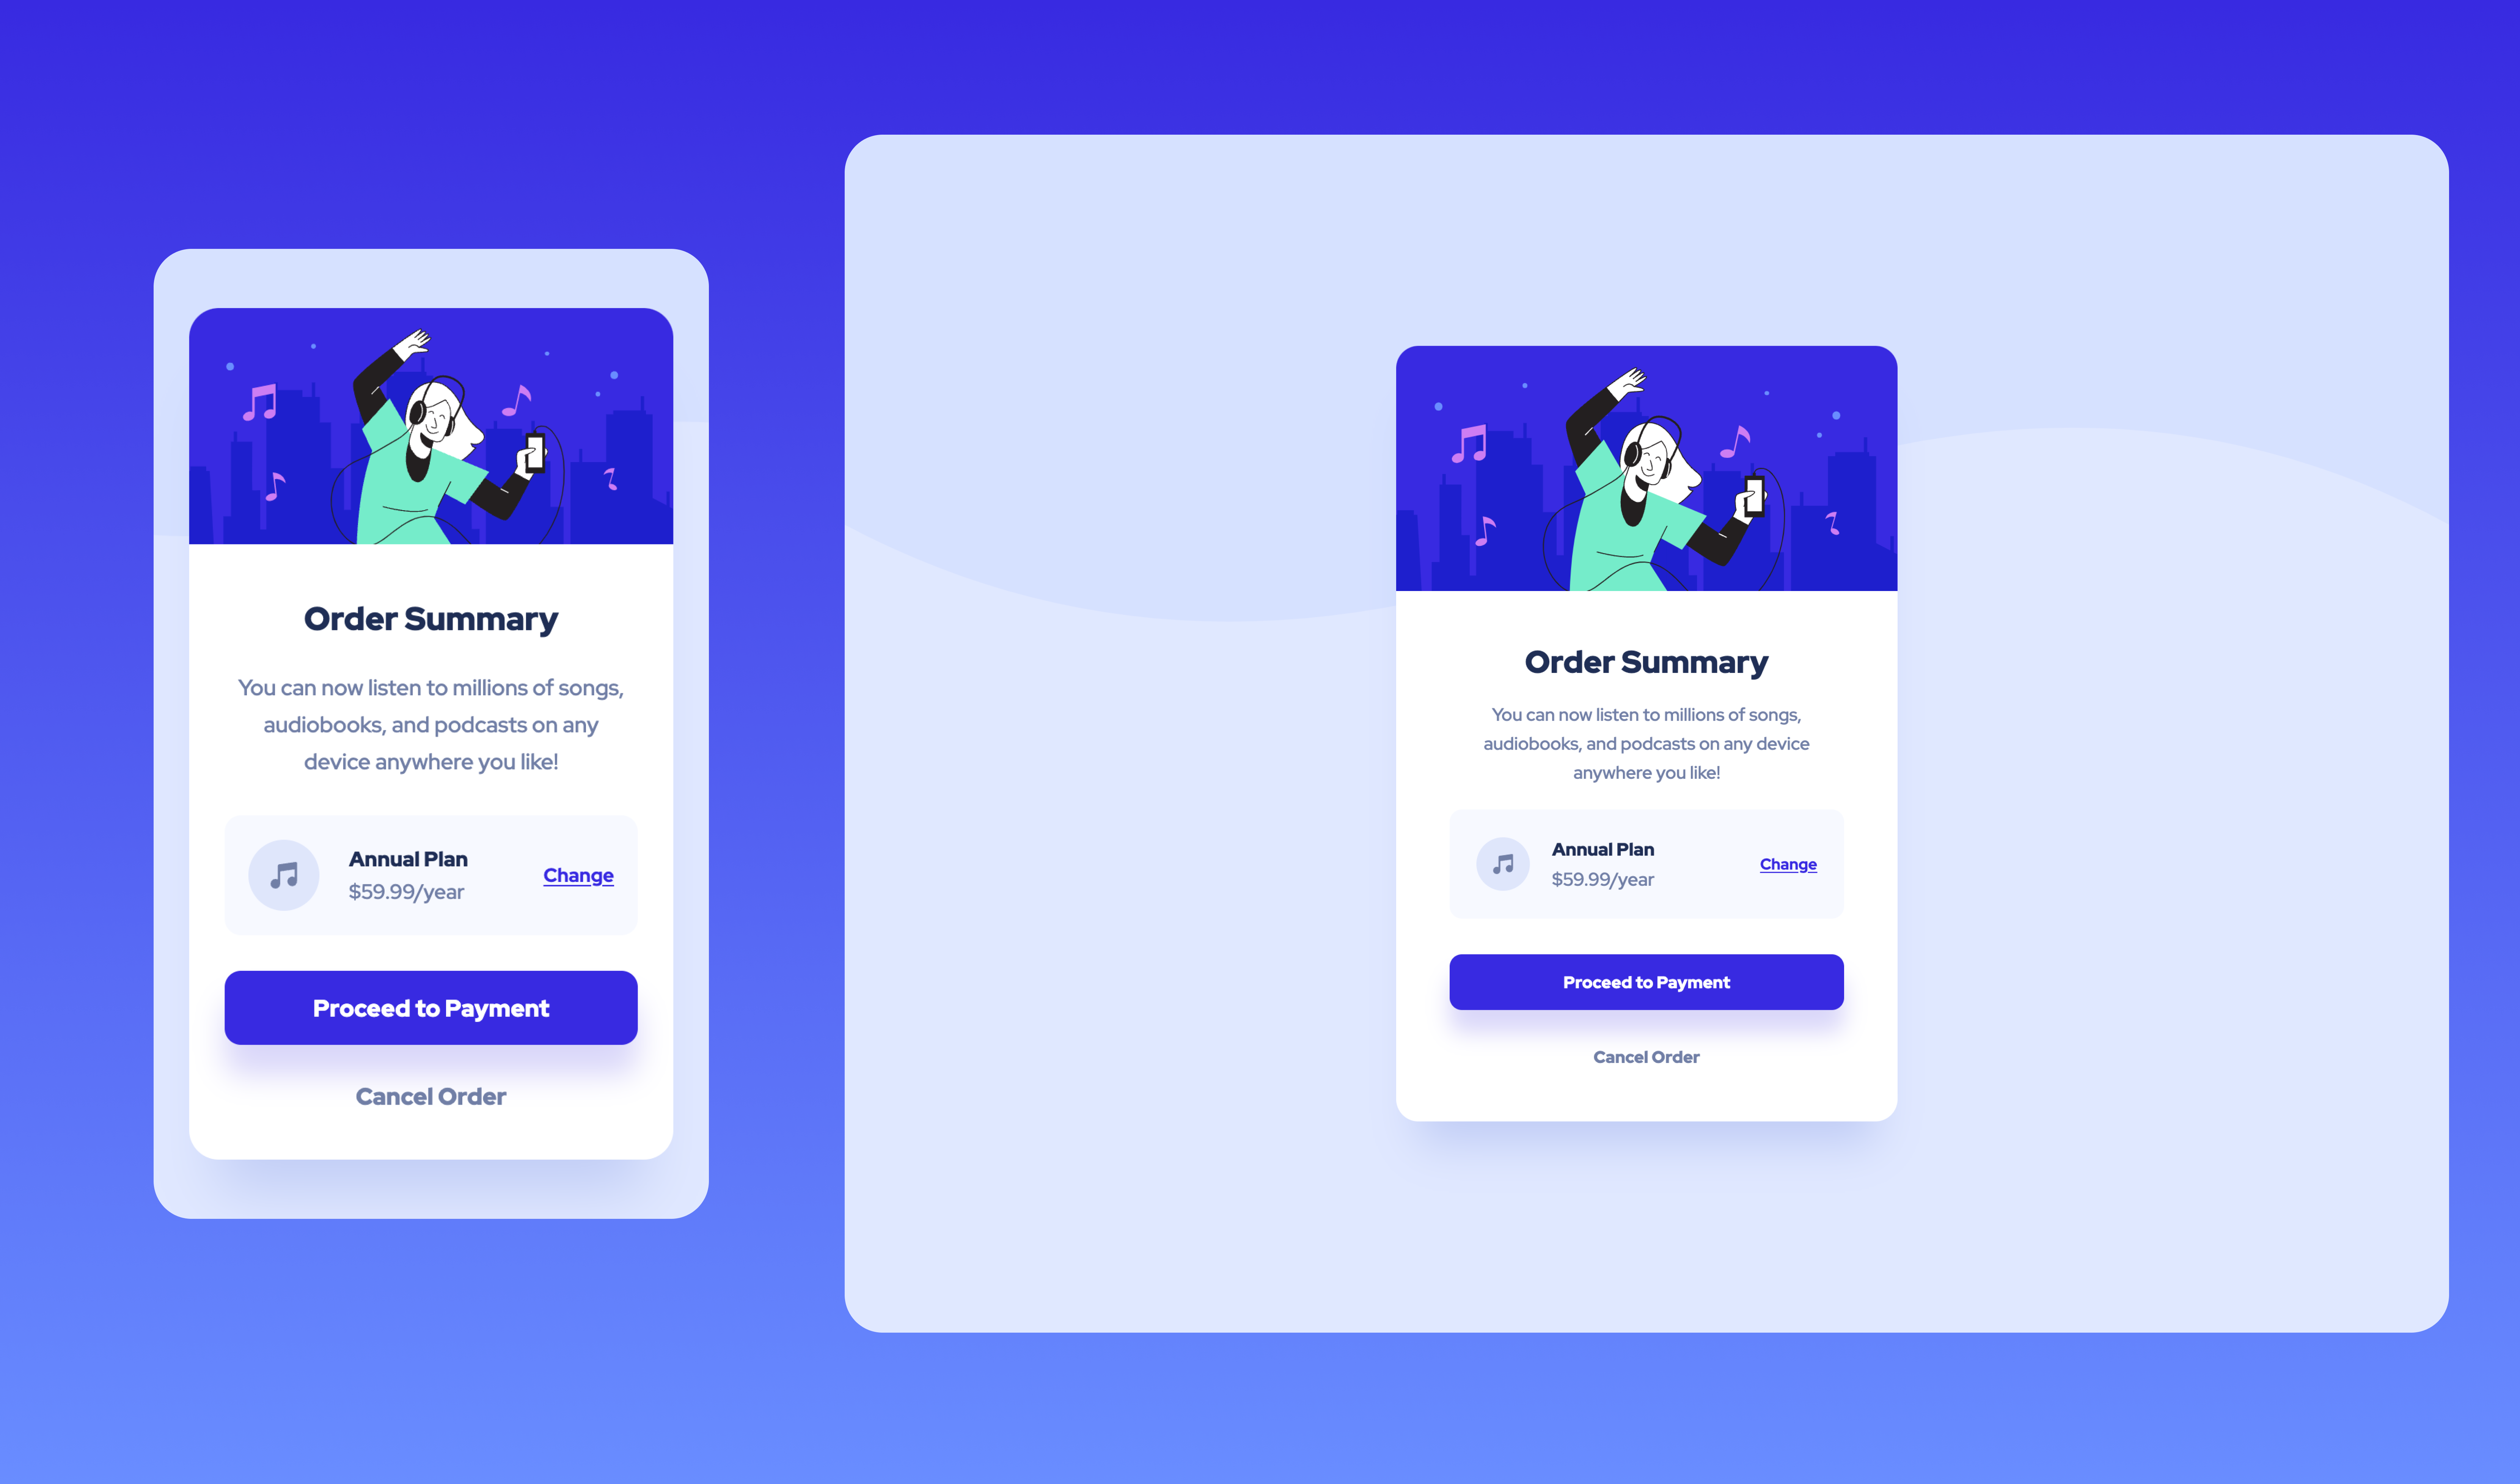 Order Summary
You can now listen to millions of songs,
audiobooks, and podcasts on any
device anywhere you like!
Annual Plan
$59.99/year
Change
Proceed to Payment
Cancel Order
Order Summary
You can now listen to millions of songs,
audiobooks, and podcasts on any device
anywhere you like!
Annual Plan
$59.99/year
Change
Proceed to Payment
Cancel Order